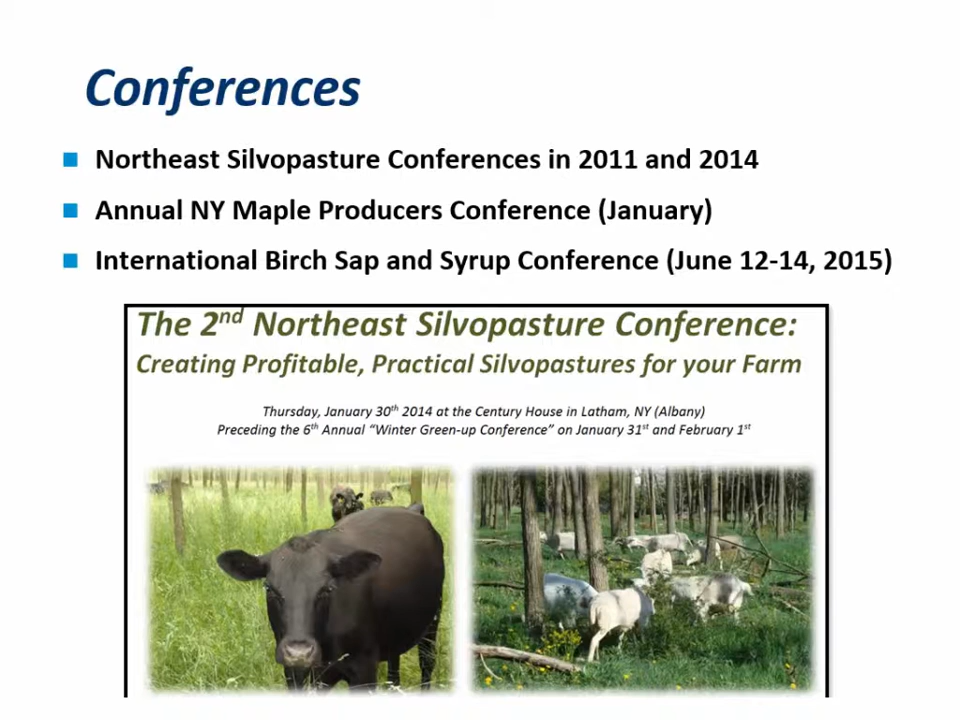 Conferences
Northeast Silvopasture Conferences in 2011 and 2014
Annual NY Maple Producers Conference (January)
International Birch Sap and Syrup Conference (June 12-14, 2015)
The 2nd Northeast Silvopasture Conference:
Creating Profitable, Practical Silvopastures for your Farm
Thursday, January 30th 2014 at the Century House in Latham, NY (Albany)
Preceding the 6th Annual “Winter Green-up Conference” on January 31st and February 1st